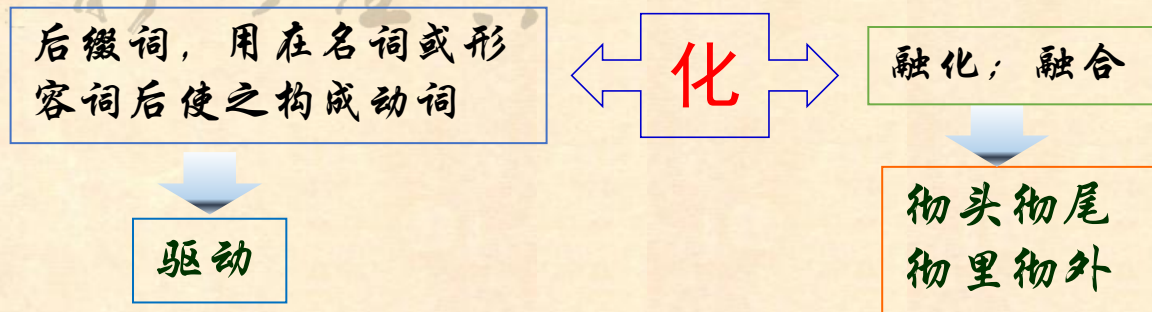 后缀词，用在名词或形
容词后使之构成动词
化
融化；融合
驱动
彻头彻尾
彻里彻外